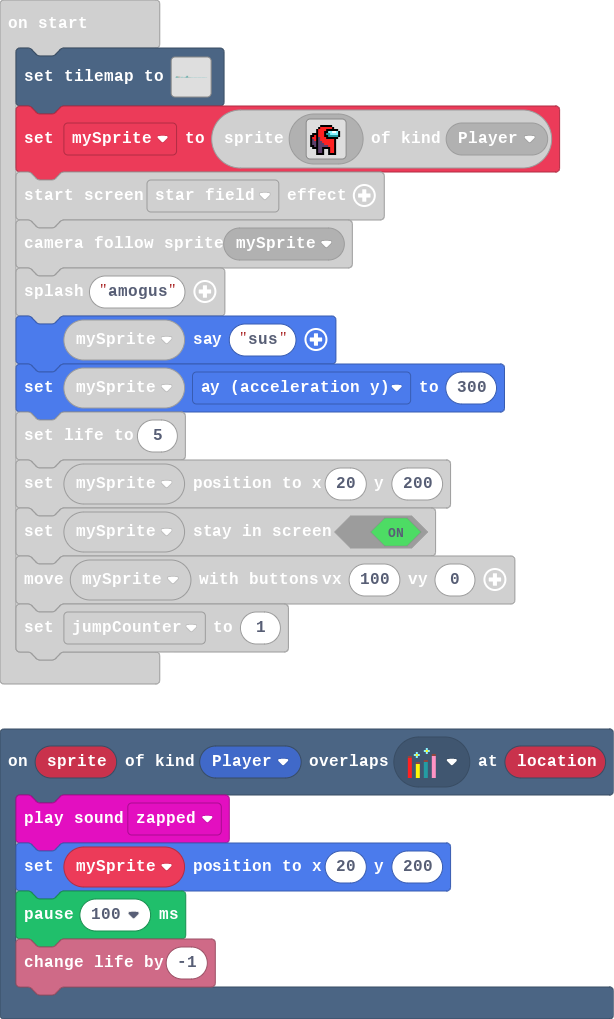 on start
set tilemap to
set mySprite to sprite of kind Player
start screen star field effect
camera follow sprite mySprite
splash "amogus"
mySprite say "sus"
set mySprite ay (acceleration y) to 300
set life to 5
set mySprite position to x 20 y 200
set mySprite stay in screen ON
move mySprite with buttons vx 100 vy 0
set jumpCounter to 1
on sprite of kind Player overlaps at location
play sound zapped
set mySprite position to x 20 y 200
pause 100 ms
change life by -1